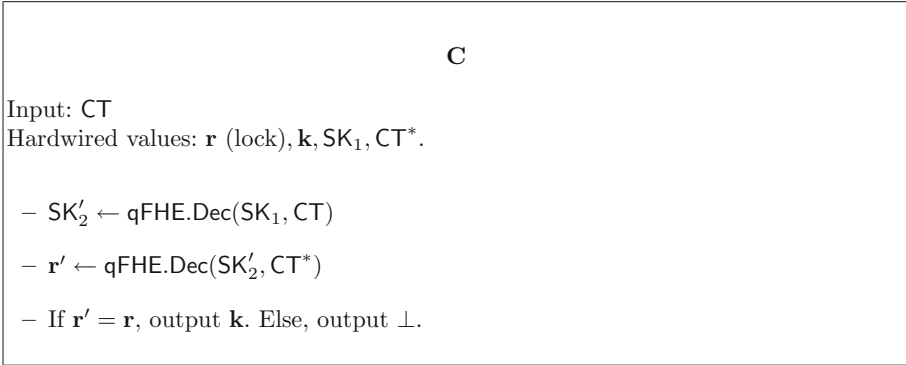 C
Input: CT
Hardwired values: r (lock), k, SK₁, CT*.
– SK′₂ ← qFHE.Dec(SK₁, CT)
– r′ ← qFHE.Dec(SK′₂, CT*)
– If r′ = r, output k. Else, output ⊥.